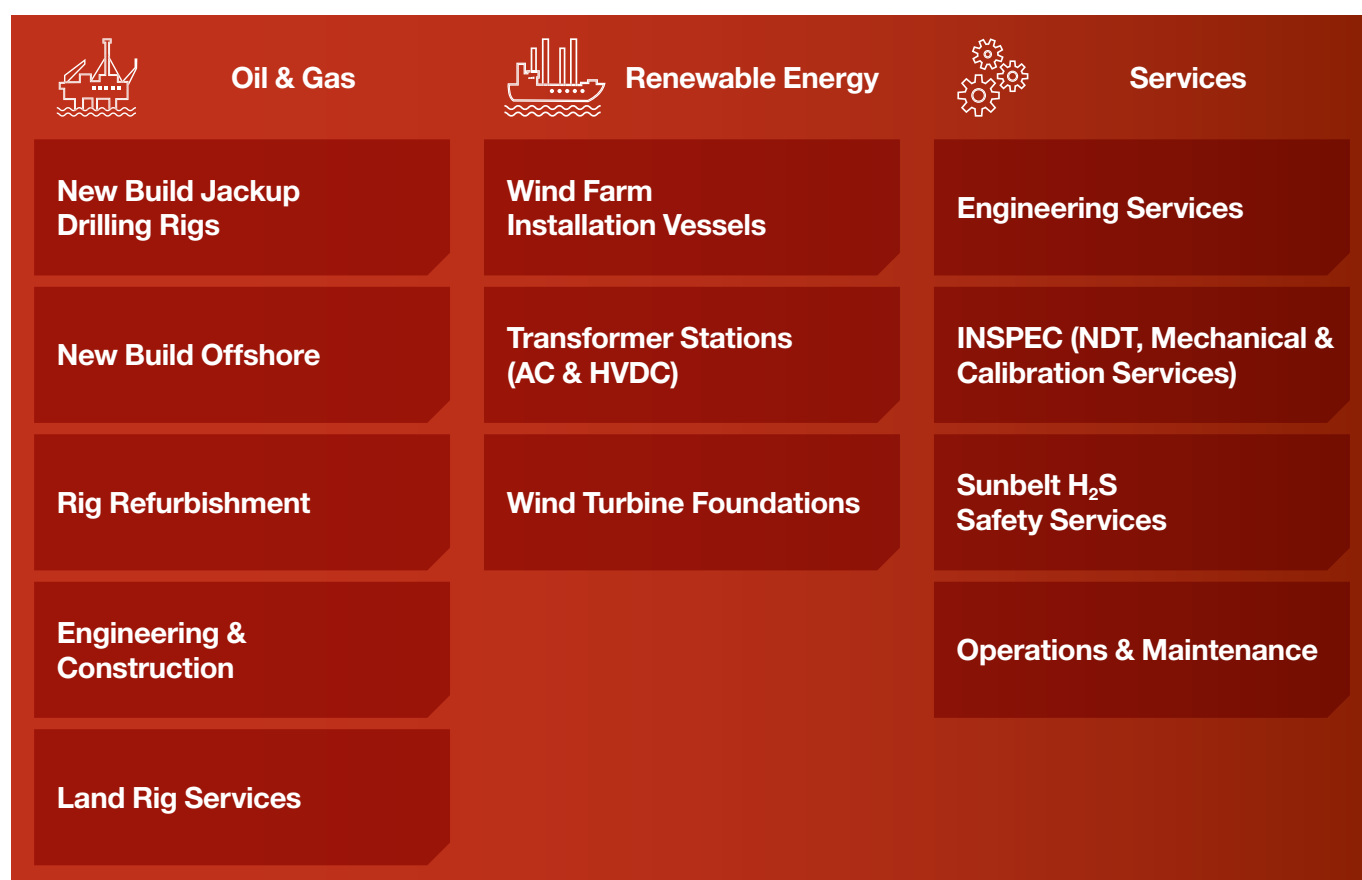 Oil & Gas
New Build Jackup
Drilling Rigs
New Build Offshore
Rig Refurbishment
Engineering &
Construction
Land Rig Services
Renewable Energy
Wind Farm
Installation Vessels
Transformer Stations
(AC & HVDC)
Wind Turbine Foundations
Services
Engineering Services
INSPEC (NDT, Mechanical &
Calibration Services)
Sunbelt H₂S
Safety Services
Operations & Maintenance